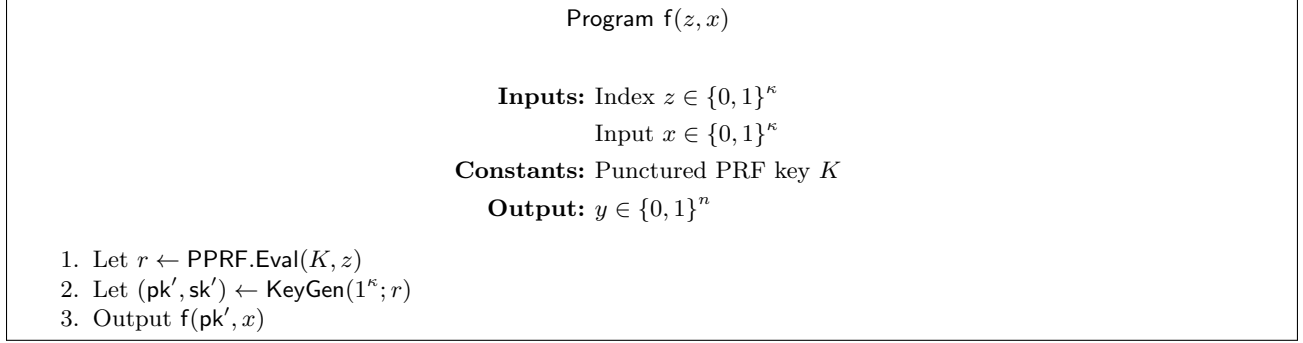 Program f(z, x)
Inputs: Index z ∈ {0, 1}^κ
Input x ∈ {0, 1}^κ
Constants: Punctured PRF key K
Output: y ∈ {0, 1}^n
1. Let r ← PPRF.Eval(K, z)
2. Let (pk′, sk′) ← KeyGen(1^κ; r)
3. Output f(pk′, x)